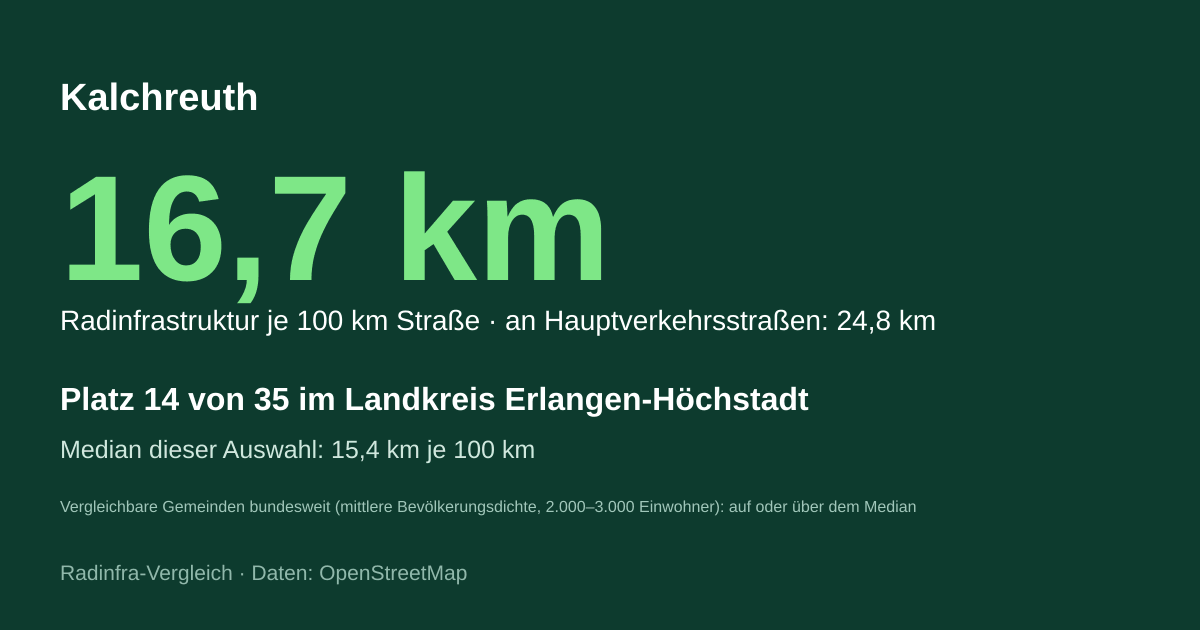 Kalchreuth
16,7 km
Radinfrastruktur je 100 km Straße · an Hauptverkehrsstraßen: 24,8 km
Platz 14 von 35 im Landkreis Erlangen-Höchstadt
Median dieser Auswahl: 15,4 km je 100 km
Vergleichbare Gemeinden bundesweit (mittlere Bevölkerungsdichte, 2.000–3.000 Einwohner): auf oder über dem Median
Radinfra-Vergleich · Daten: OpenStreetMap